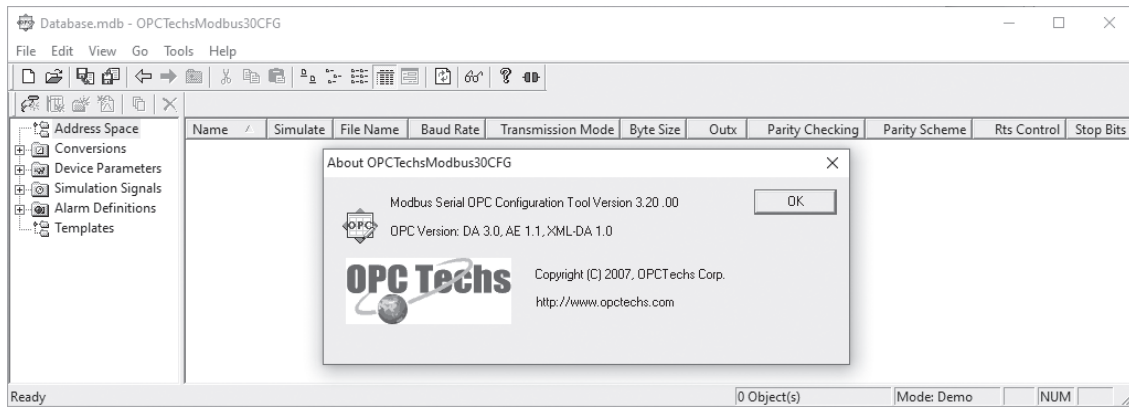 Database.mdb - OPCTechsModbus30CFG
File Edit View Go Tools Help
Address Space
Conversions
Device Parameters
Simulation Signals
Alarm Definitions
Templates
Name Simulate File Name Baud Rate Transmission Mode Byte Size Outx Parity Checking Parity Scheme Rts Control Stop Bits
About OPCTechsModbus30CFG
Modbus Serial OPC Configuration Tool Version 3.20 .00
OK
OPC
OPC Version: DA 3.0, AE 1.1, XML-DA 1.0
OPC Techs
Copyright (C) 2007, OPCTechs Corp.
http://www.opctechs.com
Ready
0 Object(s)
Mode: Demo
NUM